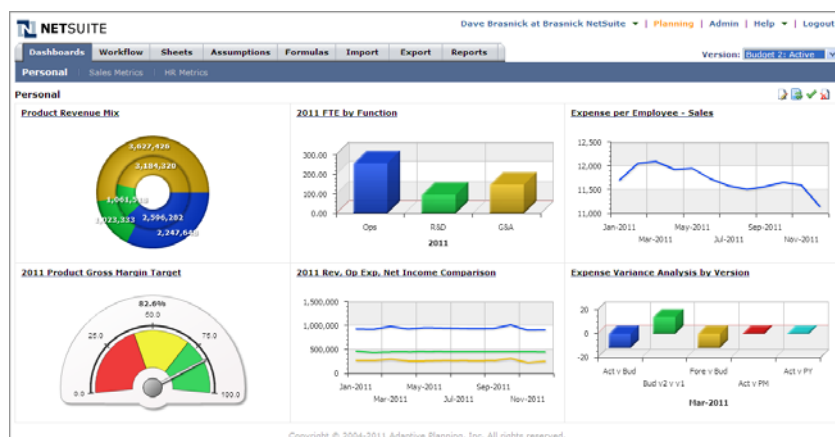 NETSUITE
Dave Brasnick at Brasnick NetSuite | Planning | Admin | Help | Logout
Dashboards Workflow Sheets Assumptions Formulas Import Export Reports
Version: Budget 2: Active
Personal Sales Metrics HR Metrics
Personal
Product Revenue Mix
3,627,426
3,184,320
2,596,282
2,247,648
2011 FTE by Function
300.00
200.00
100.00
0.00
Ops R&D G&A
2011
Expense per Employee - Sales
12,500
12,000
11,500
11,000
Jan-2011 May-2011 Sep-2011
Mar-2011 Jul-2011 Nov-2011
2011 Product Gross Margin Target
82.6%
50.0
25.0 75.0
0.0 100.0
2011 Rev, Op Exp, Net Income Comparison
1,500,000
1,000,000
500,000
0
Jan-2011 May-2011 Sep-2011
Mar-2011 Jul-2011 Nov-2011
Expense Variance Analysis by Version
20
0
-20
Act v Bud Fore v Bud Act v PY
Bud v2 v v1 Act v PM
Mar-2011
Copyright © 2004-2011 Adaptive Planning, Inc. All rights reserved.